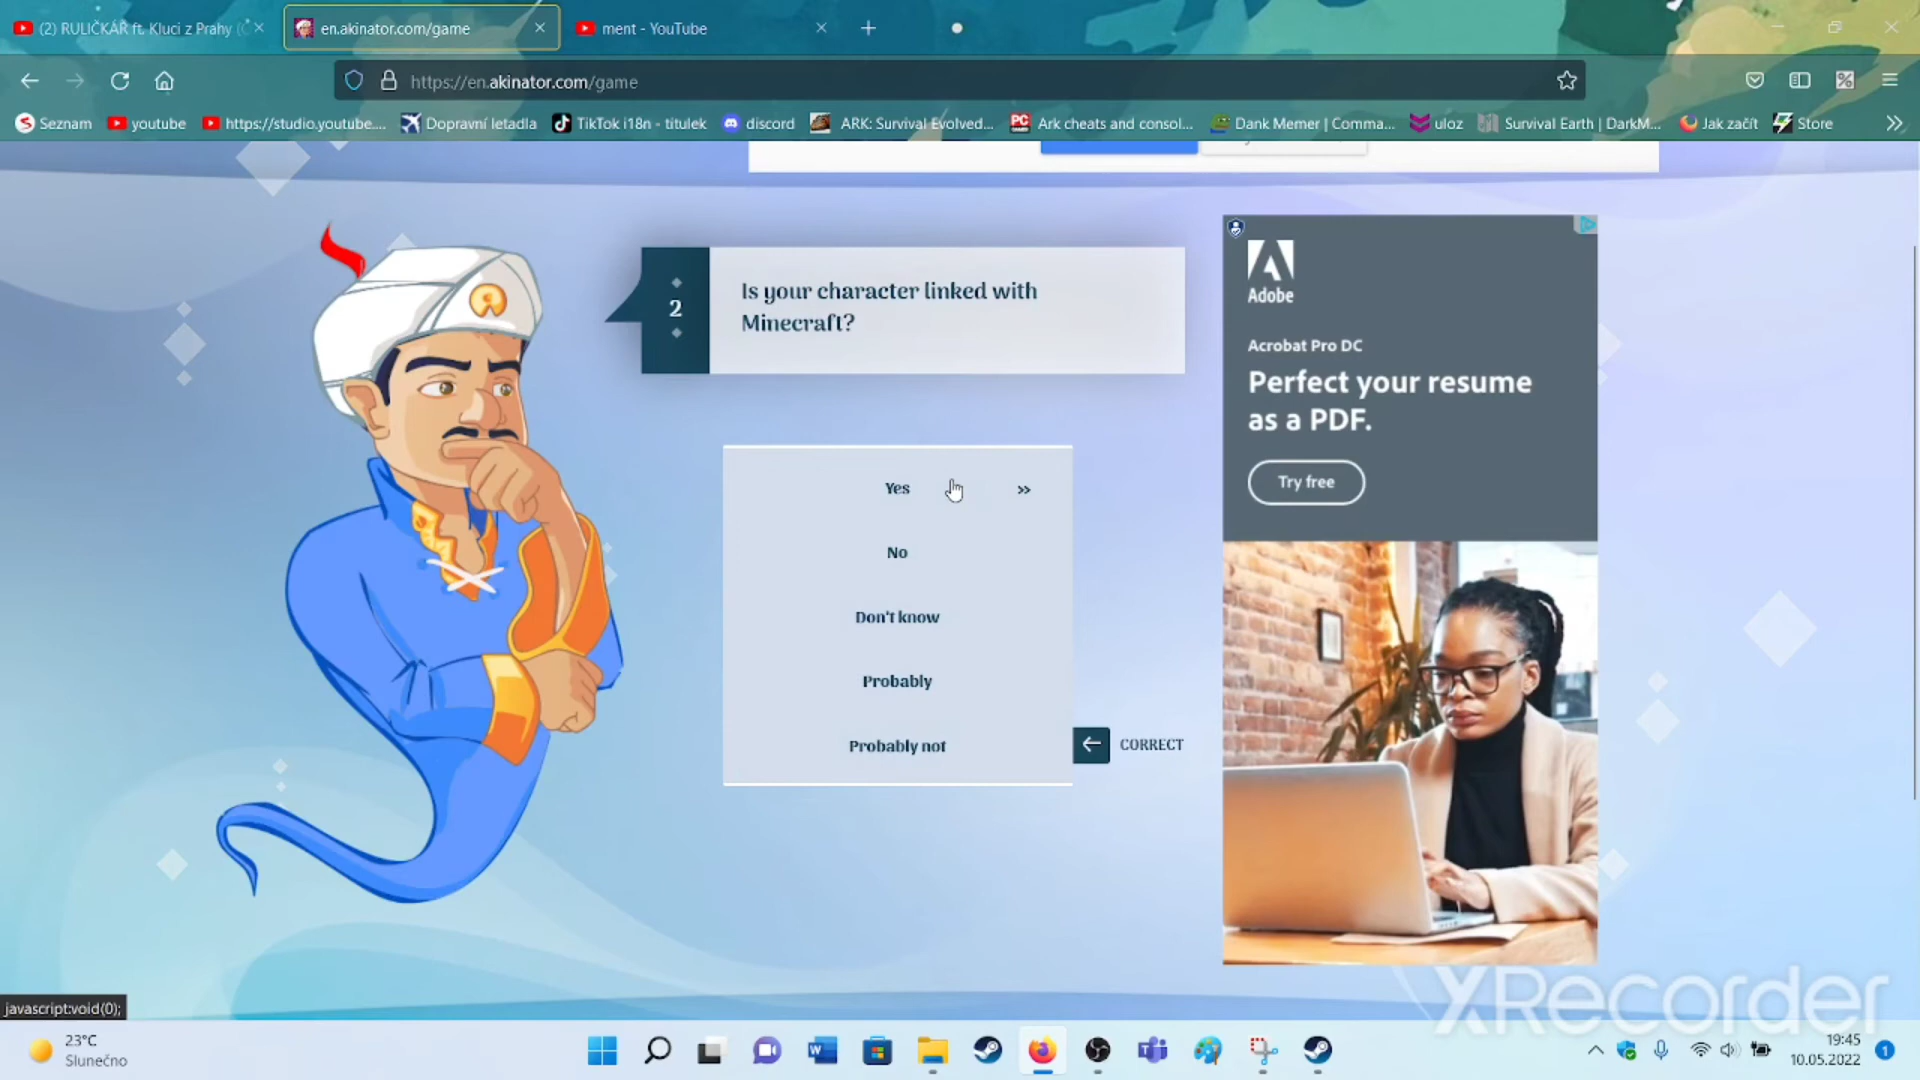 (2) RULIČKÁŘ ft. Kluci z Prahy
en.akinator.com/game
ment - YouTube
https://en.akinator.com/game
Seznam
youtube
https://studio.youtube....
Dopravní letadla
TikTok i18n - titulek
discord
ARK: Survival Evolved...
Ark cheats and consol...
Dank Memer | Comma...
uloz
Survival Earth | DarkM...
Jak začít
Store
2
Is your character linked with
Minecraft?
Yes
No
Don't know
Probably
Probably not
CORRECT
Adobe
Acrobat Pro DC
Perfect your resume
as a PDF.
Try free
XRecorder
javascript:void(0);
23°C
Slunečno
19:45
10.05.2022
1